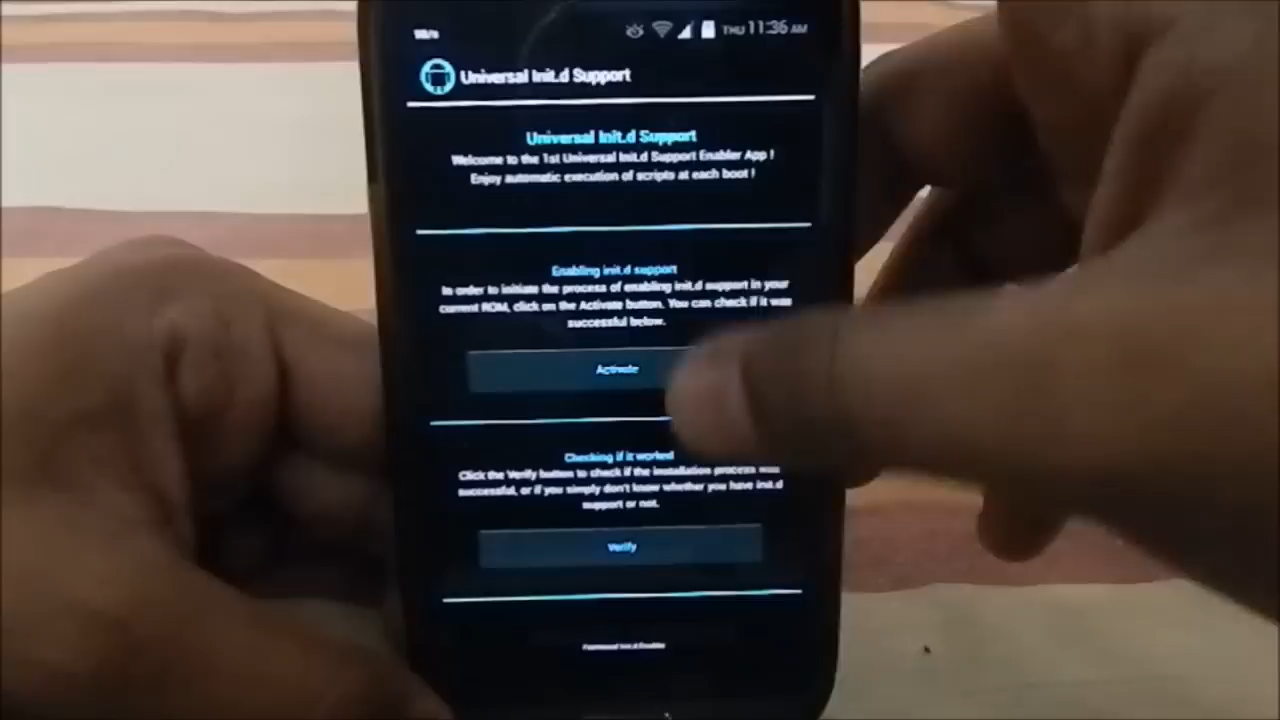 THU 11:36 AM
Universal Init.d Support
Universal Init.d Support
Welcome to the 1st Universal Init.d Support Enabler App !
Enjoy automatic execution of scripts at each boot !
Enabling init.d support
In order to initiate the process of enabling init.d support in your
current ROM, click on the Activate button. You can check if it was
successful below.
Activate
Checking if it worked
Click the Verify button to check if the installation process was
successful, or if you simply don't know whether you have init.d
support or not.
Verify